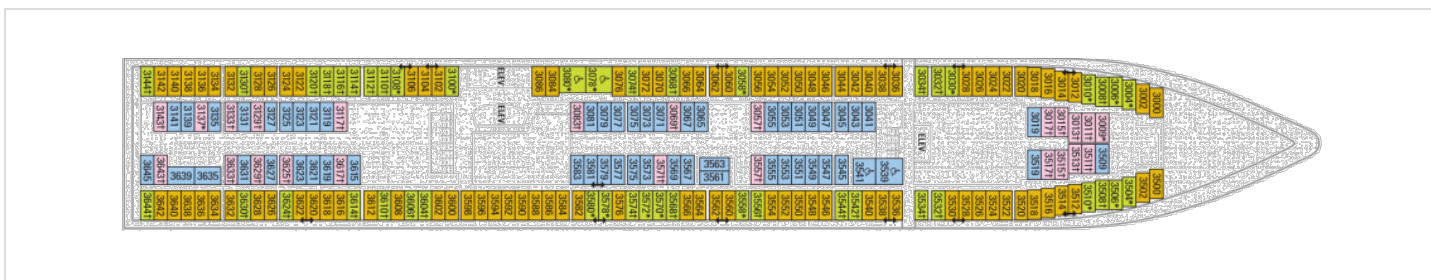 3144† 3142 3140 3138 3136 3134 3132 3130† 3128 3126 3124 3122 3120† 3118† 3116† 3114† 3112† 3110† 3108* 3106 3104 3102 3100* ELEV 3086 3084 3080* 3078* 3076 3074† 3072 3070 3068† 3066 3064 3062 3060 3058* 3056 3054 3052 3050 3048 3046 3044 3042 3040 3038 3036 3034† 3032† 3030* 3028 3026 3024 3022 3020 3018 3016 3014 3012 3010* 3008† 3006* 3004* 3002 3000
3143† 3141 3139 3137* 3135 3133† 3131 3129† 3127 3125 3123 3121 3119 3117† ELEV 3083† 3081 3079 3077 3075 3073 3071 3069† 3067 3065 3057† 3055 3053 3051 3049 3047 3045 3043 3041 ELEV 3019 3017† 3015† 3013† 3011† 3009*
3645 3643† 3639 3635 3633† 3631 3629† 3627 3625† 3623 3621 3619 3617† 3615 3583 3581 3579* 3577 3575 3573 3571† 3569 3567 3563 3561 3557† 3555 3553 3551 3549 3547 3545 3541 3539 3519 3517† 3515† 3513† 3511† 3509
3644† 3642 3640 3638 3636 3634 3632 3630† 3628 3626 3624† 3622 3620 3618 3616 3614† 3612 3610† 3608 3606† 3604† 3602 3600 3598 3596 3594 3592 3590 3588 3586 3584 3582 3580* 3578* 3576 3574† 3572* 3570* 3568† 3566 3564 3562 3560 3558* 3556† 3554 3552 3550 3548 3546 3544† 3542† 3540 3538 3536 3534† 3532† 3530 3528 3526 3524 3522 3520 3518 3516 3514 3512 3510* 3508† 3506* 3504* 3502 3500